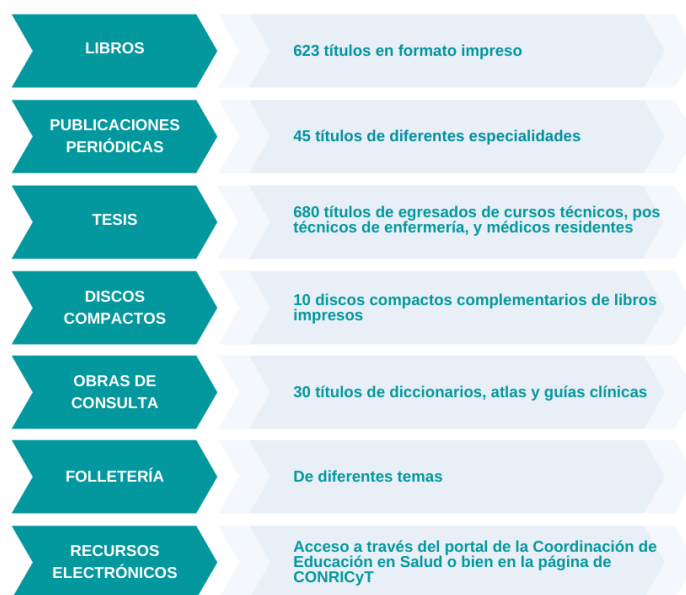 LIBROS
623 títulos en formato impreso
PUBLICACIONES
PERIÓDICAS
45 títulos de diferentes especialidades
TESIS
680 títulos de egresados de cursos técnicos, pos
técnicos de enfermería, y médicos residentes
DISCOS
COMPACTOS
10 discos compactos complementarios de libros
impresos
OBRAS DE
CONSULTA
30 títulos de diccionarios, atlas y guías clínicas
FOLLETERÍA
De diferentes temas
RECURSOS
ELECTRÓNICOS
Acceso a través del portal de la Coordinación de
Educación en Salud o bien en la página de
CONRICyT